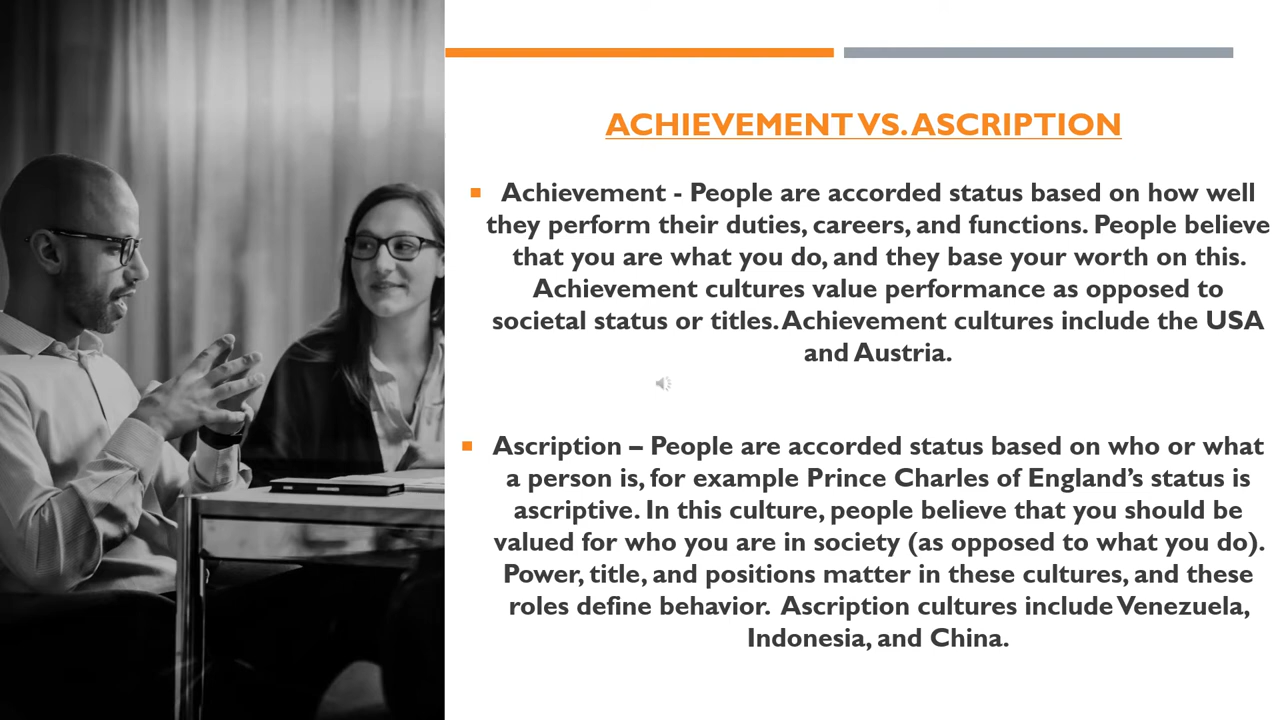 ACHIEVEMENT VS. ASCRIPTION
Achievement - People are accorded status based on how well
they perform their duties, careers, and functions. People believe
that you are what you do, and they base your worth on this.
Achievement cultures value performance as opposed to
societal status or titles. Achievement cultures include the USA
and Austria.
Ascription – People are accorded status based on who or what
a person is, for example Prince Charles of England’s status is
ascriptive. In this culture, people believe that you should be
valued for who you are in society (as opposed to what you do).
Power, title, and positions matter in these cultures, and these
roles define behavior. Ascription cultures include Venezuela,
Indonesia, and China.